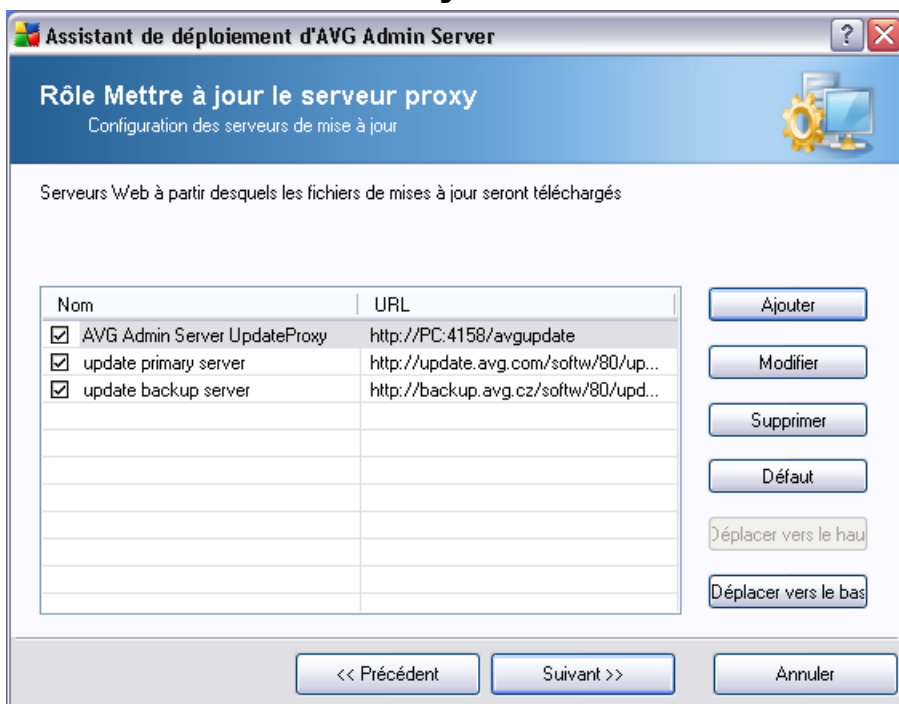 Assistant de déploiement d'AVG Admin Server
Rôle Mettre à jour le serveur proxy
Configuration des serveurs de mise à jour
Serveurs Web à partir desquels les fichiers de mises à jour seront téléchargés
Nom URL
AVG Admin Server UpdateProxy http://PC:4158/avgupdate
update primary server http://update.avg.com/softw/80/up...
update backup server http://backup.avg.cz/softw/80/upd...
Ajouter
Modifier
Supprimer
Défaut
Déplacer vers le hau
Déplacer vers le bas
<< Précédent Suivant >> Annuler